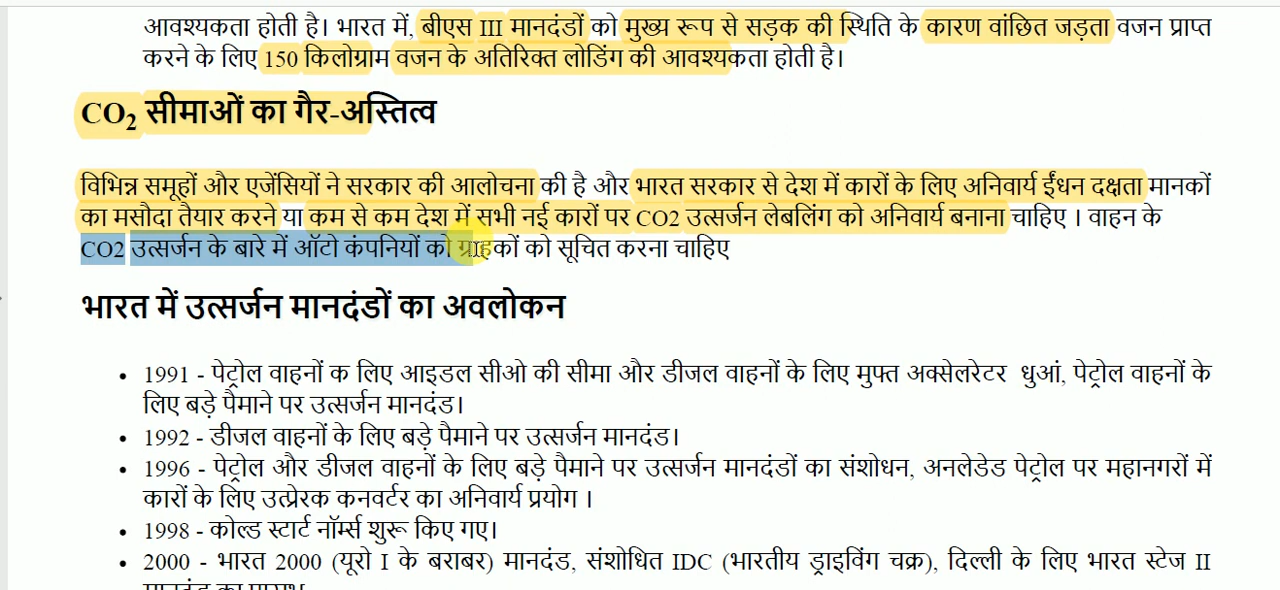 आवश्यकता होती है। भारत में, बीएस III मानदंडों को मुख्य रूप से सड़क की स्थिति के कारण वांछित जड़ता वजन प्राप्त
करने के लिए 150 किलोग्राम वजन के अतिरिक्त लोडिंग की आवश्यकता होती है।
CO2 सीमाओं का गैर-अस्तित्व
विभिन्न समूहों और एजेंसियों ने सरकार की आलोचना की है और भारत सरकार से देश में कारों के लिए अनिवार्य ईंधन दक्षता मानकों
का मसौदा तैयार करने या कम से कम देश में सभी नई कारों पर CO2 उत्सर्जन लेबलिंग को अनिवार्य बनाना चाहिए । वाहन के
CO2 उत्सर्जन के बारे में ऑटो कंपनियों को ग्राहकों को सूचित करना चाहिए
भारत में उत्सर्जन मानदंडों का अवलोकन
• 1991 - पेट्रोल वाहनों क लिए आइडल सीओ की सीमा और डीजल वाहनों के लिए मुफ्त अक्सेलरेटर धुआं, पेट्रोल वाहनों के
लिए बड़े पैमाने पर उत्सर्जन मानदंड।
• 1992 - डीजल वाहनों के लिए बड़े पैमाने पर उत्सर्जन मानदंड।
• 1996 - पेट्रोल और डीजल वाहनों के लिए बड़े पैमाने पर उत्सर्जन मानदंडों का संशोधन, अनलेडेड पेट्रोल पर महानगरों में
कारों के लिए उत्प्रेरक कनवर्टर का अनिवार्य प्रयोग ।
• 1998 - कोल्ड स्टार्ट नॉर्म्स शुरू किए गए।
• 2000 - भारत 2000 (यूरो I के बराबर) मानदंड, संशोधित IDC (भारतीय ड्राइविंग चक्र), दिल्ली के लिए भारत स्टेज II